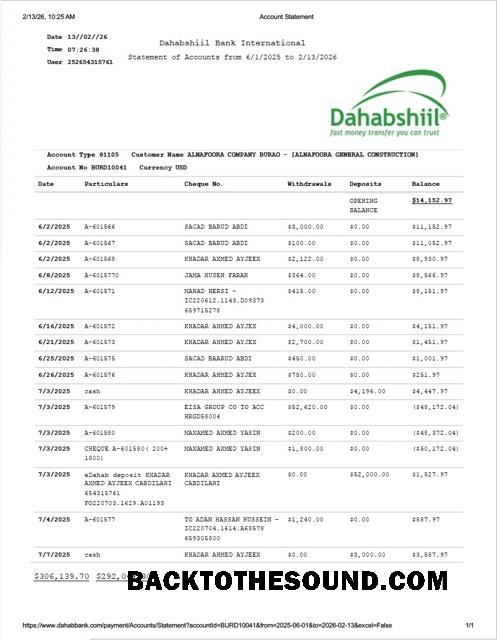 2/13/26, 10:25 AM Account Statement
Date 13//02//26
Time 07:26:38
User 252654315761
Dahabshiil Bank International
Statement of Accounts from 6/1/2025 to 2/13/2026
Dahabshiil®
fast money transfer you can trust
Account Type 81105 Customer Name ALNAFOORA COMPANY BURAO - [ALNAFOORA GENERAL CONSTRUCTION]
Account No BURD10041 Currency USD
Date Particulars Cheque No. Withdrawals Deposits Balance
OPENING BALANCE $14,152.97
6/2/2025 A-601566 SACAD BARUD ABDI $3,000.00 $0.00 $11,152.97
6/2/2025 A-601567 SACAD BARUD ABDI $100.00 $0.00 $11,052.97
6/2/2025 A-601568 KHADAR AHMED AYJEEX $2,122.00 $0.00 $8,930.97
6/8/2025 A-6015770 JAMA HUSEN FARAH $364.00 $0.00 $8,566.97
6/12/2025 A-601571 MAHAD HERSI - $415.00 $0.00 $8,151.97
IC220612.1143.D09373
659715278
6/16/2025 A-601572 KHADAR AHMED AYJEX $4,000.00 $0.00 $4,151.97
6/21/2025 A-601573 KHADAR AHMED AYJEX $2,700.00 $0.00 $1,451.97
6/25/2025 A-601575 SACAD BAARUD ABDI $450.00 $0.00 $1,001.97
6/26/2025 A-601576 KHADAR AHMED AYJEX $750.00 $0.00 $251.97
7/3/2025 cash KHADAR AHMED AYJEEX $0.00 $4,196.00 $4,447.97
7/3/2025 A-601579 EISA GROUP CO TO ACC $52,620.00 $0.00 ($48,172.04)
HRGD58004
7/3/2025 A-601580 MAXAMED AXMED YASIN $200.00 $0.00 ($48,372.04)
7/3/2025 CHEQUE A-601580( 200+ MAXAMED AXMED YASIN $1,800.00 $0.00 ($50,172.04)
1800)
7/3/2025 eDahab deposit KHADAR KHADAR AHMED AYJEEX $0.00 $52,000.00 $1,827.97
AHMED AYJEEX CABDILAHI CABDILAHI
654315761
FO220703.1629.A01193
7/4/2025 A-601577 TO ADAN HASSAN HUSSEIN - $1,240.00 $0.00 $587.97
IC220704.1614.A68578
659305800
7/7/2025 cash KHADAR AHMED AYJEEX $0.00 $3,000.00 $3,587.97
$306,139.70
BACKTOTHESOUND.COM
https://www.dahabbank.com/payment/Accounts/Statement?accountId=BURD10041&from=2025-06-01&to=2026-02-13&excel=False 1/1